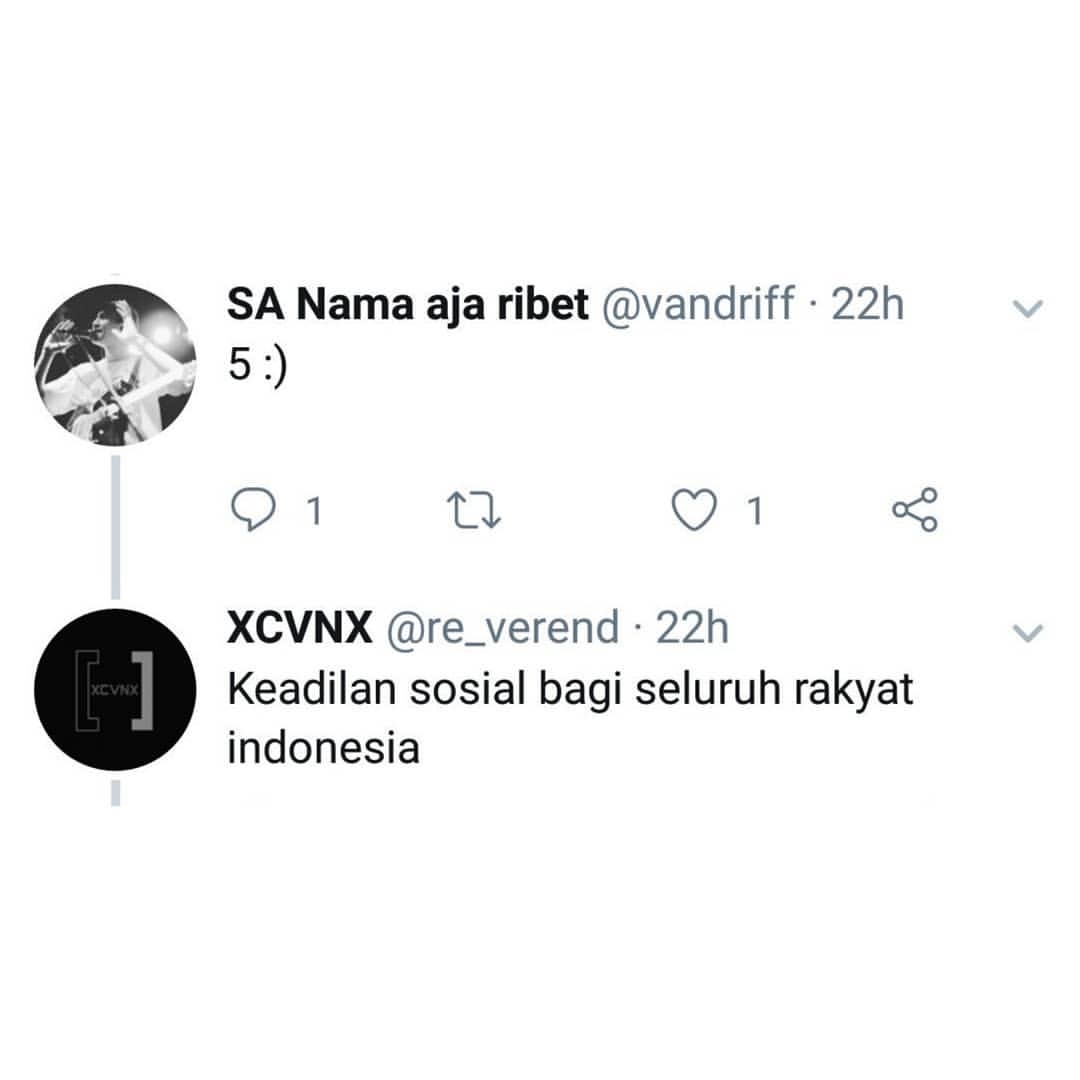 SA Nama aja ribet @vandriff · 22h
5 :)
1 1
XCVNX @re_verend · 22h
XCVNX
Keadilan sosial bagi seluruh rakyat
indonesia